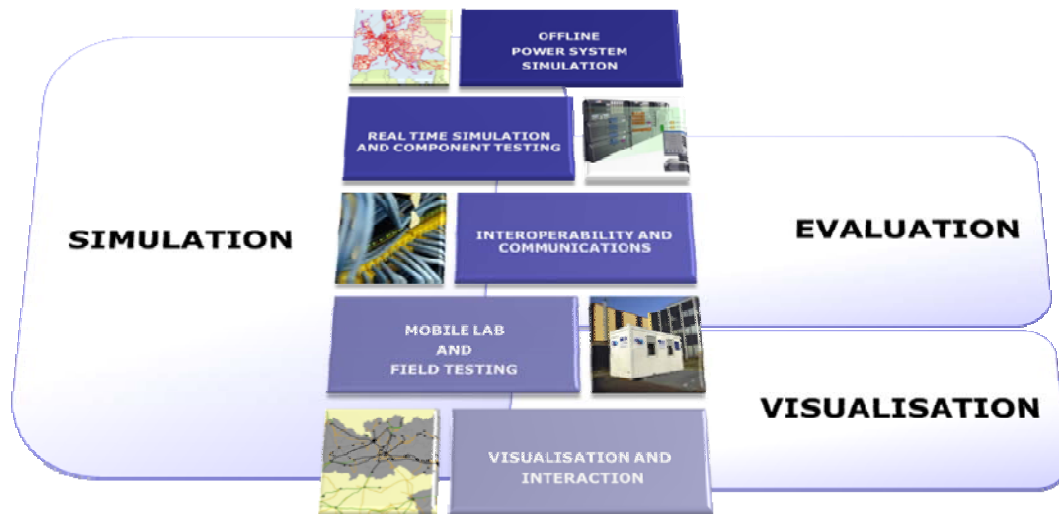 OFFLINE
POWER SYSTEM
SIMULATION
REAL TIME SIMULATION
AND COMPONENT TESTING
SIMULATION
INTEROPERABILITY AND
COMMUNICATIONS
EVALUATION
MOBILE LAB
AND
FIELD TESTING
VISUALISATION
VISUALISATION AND
INTERACTION